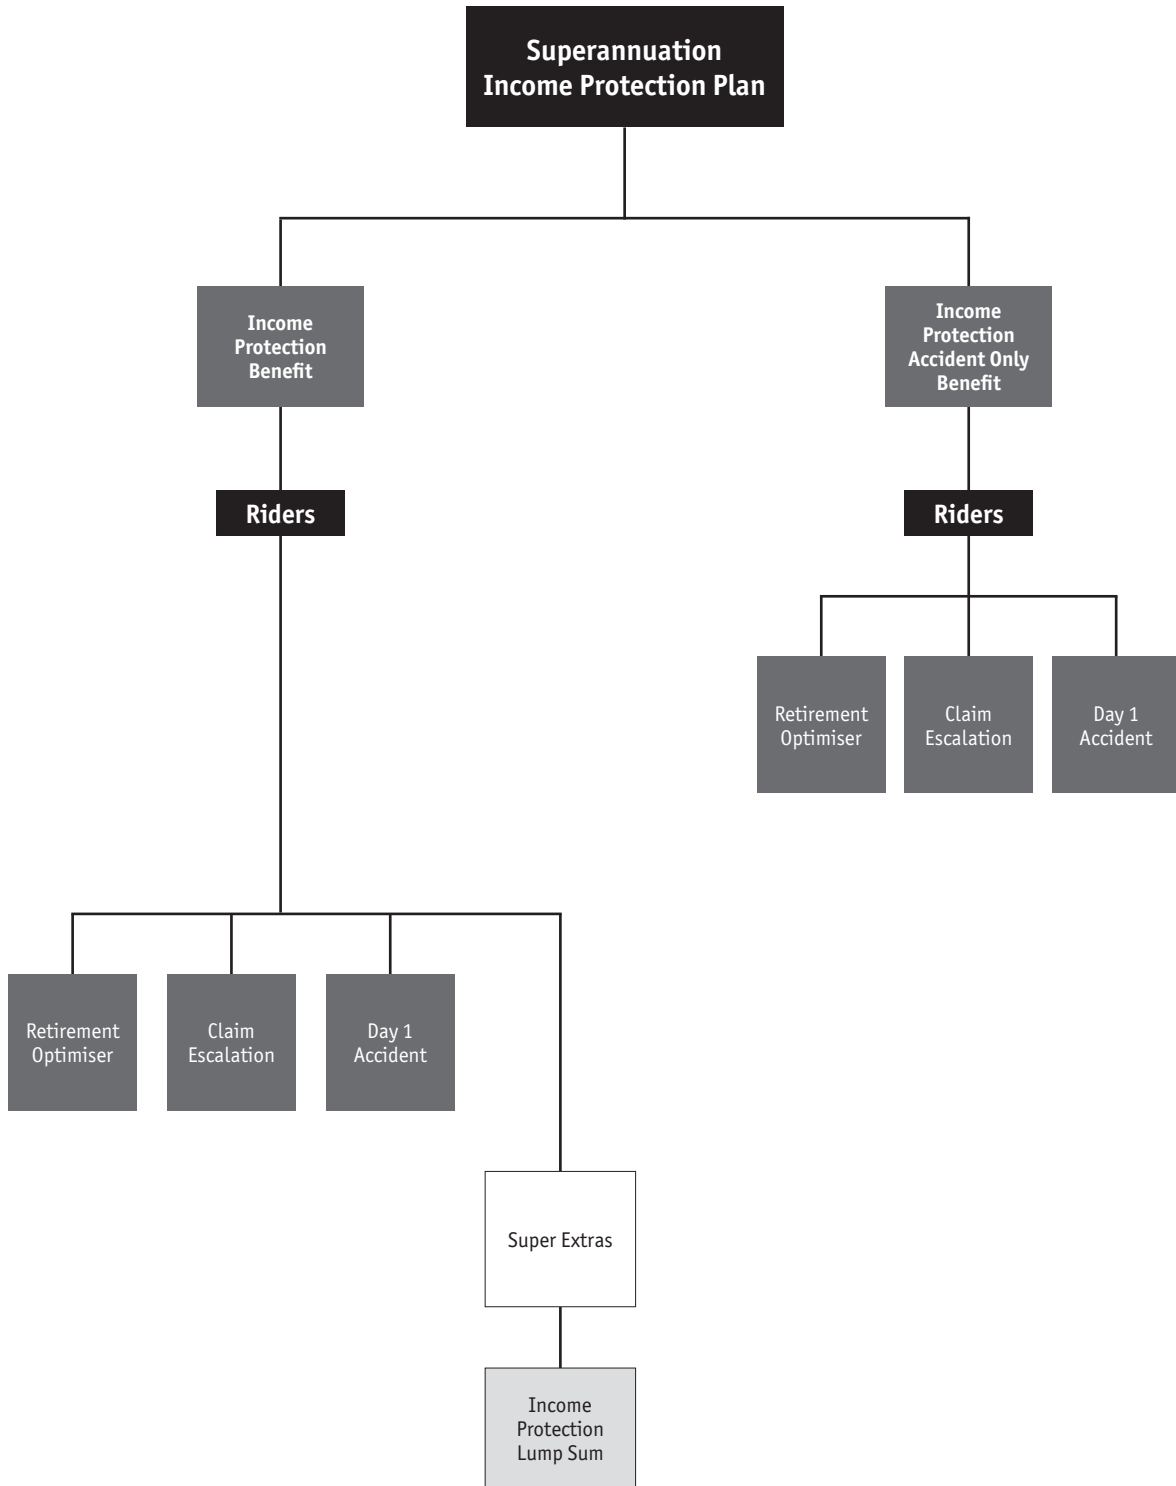 Superannuation
Income Protection Plan
Income
Protection
Benefit
Income
Protection
Accident Only
Benefit
Riders
Riders
Retirement
Optimiser
Claim
Escalation
Day 1
Accident
Retirement
Optimiser
Claim
Escalation
Day 1
Accident
Super Extras
Income
Protection
Lump Sum